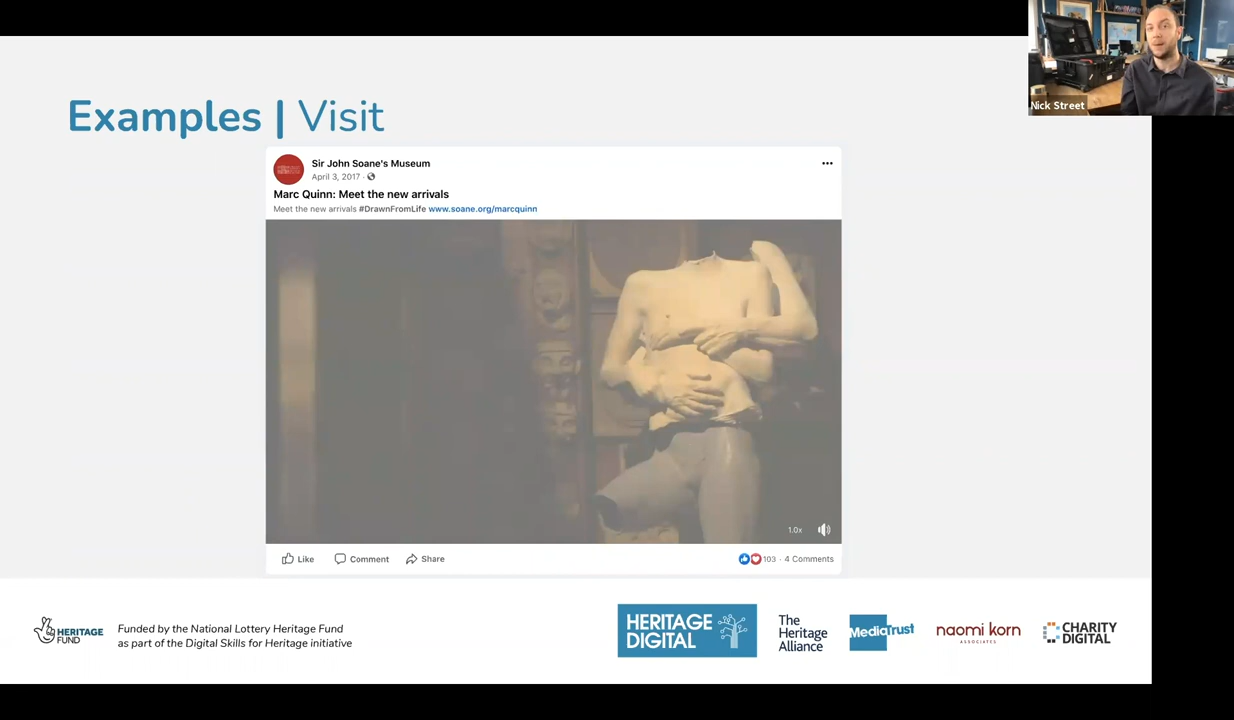 Nick Street
Examples | Visit
Sir John Soane's Museum
April 3, 2017 ·
Marc Quinn: Meet the new arrivals
Meet the new arrivals #DrawnFromLife www.soane.org/marcquinn
1.0x
Like Comment Share 103 · 4 Comments
HERITAGE FUND
Funded by the National Lottery Heritage Fund
as part of the Digital Skills for Heritage initiative
HERITAGE
DIGITAL
The
Heritage
Alliance
MediaTrust
naomi korn
ASSOCIATES
CHARITY
DIGITAL